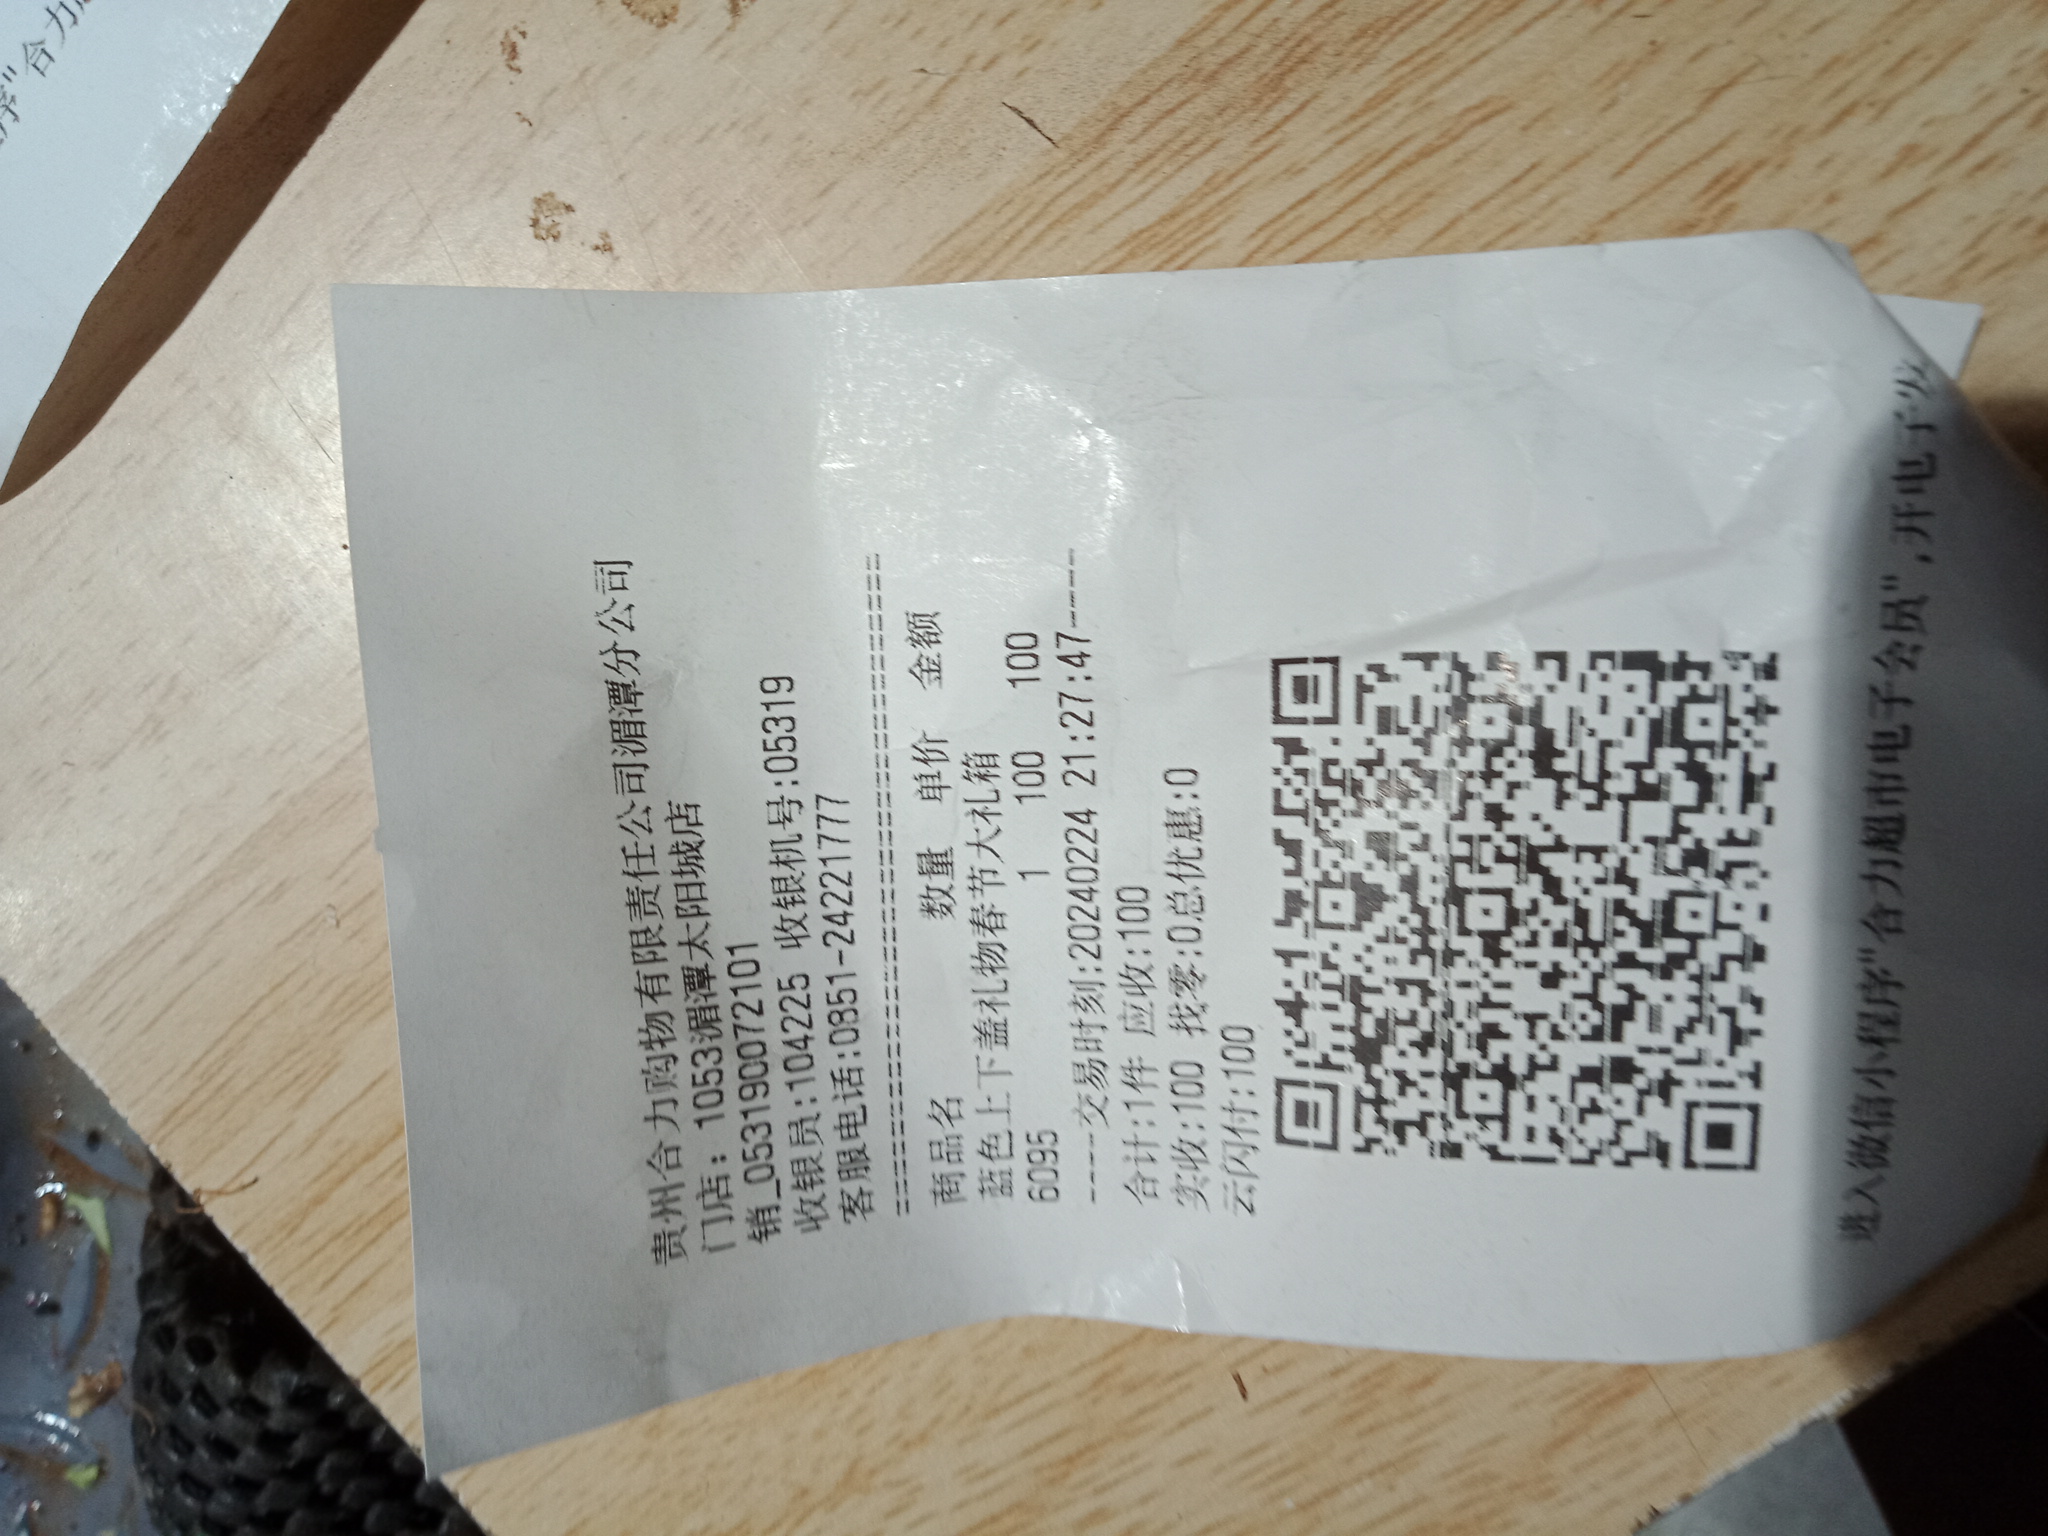 贵州合力购物有限责任公司湄潭分公司
门店：1053湄潭太阳城店
销_053190072101
收银员:104225 收银机号:05319
客服电话:0851-24221777
商品名 数量 单价 金额
蓝色上下盖礼物春节大礼箱
6095 1 100 100
----交易时刻:20240224 21:27:47-----
合计:1件 应收:100
实收:100 找零:0总优惠:0
云闪付:100
进入微信小程序"合力超市电子会员",开电子发
序"合力